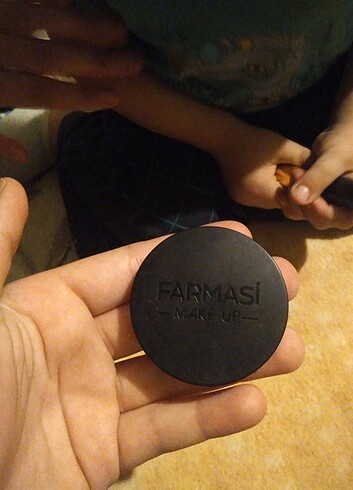 FARMASi
— MAKE UP —